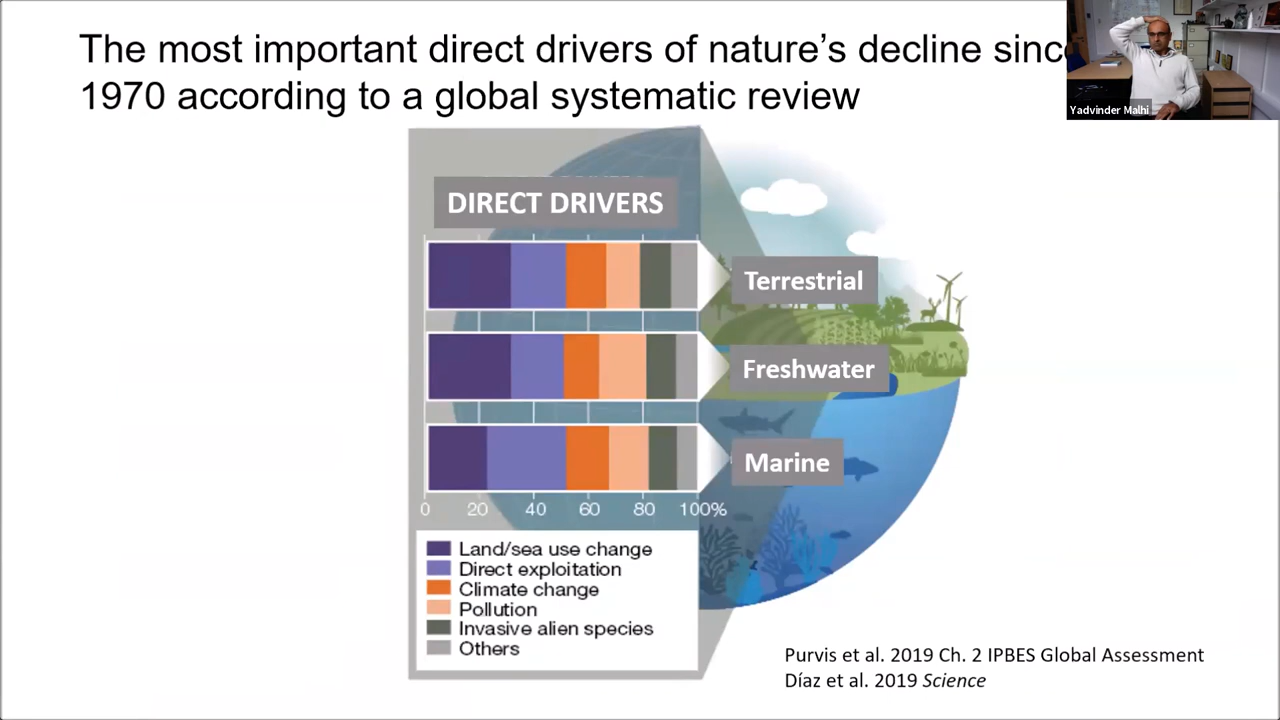 The most important direct drivers of nature's decline since
1970 according to a global systematic review
Yadvinder Malhi
DIRECT DRIVERS
Terrestrial
Freshwater
Marine
0 20 40 60 80 100%
Land/sea use change
Direct exploitation
Climate change
Pollution
Invasive alien species
Others
Purvis et al. 2019 Ch. 2 IPBES Global Assessment
Díaz et al. 2019 Science